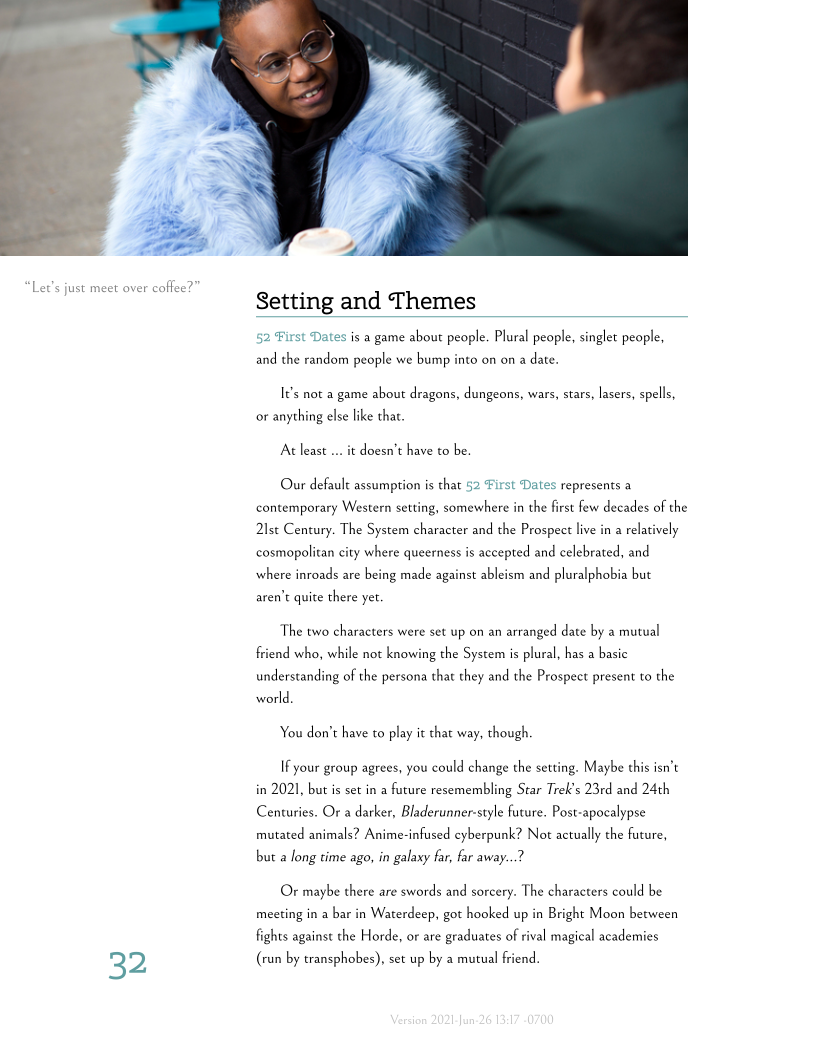 “Let’s just meet over coffee?”
Setting and Themes
52 First Dates is a game about people. Plural people, singlet people,
and the random people we bump into on on a date.
It’s not a game about dragons, dungeons, wars, stars, lasers, spells,
or anything else like that.
At least ... it doesn’t have to be.
Our default assumption is that 52 First Dates represents a
contemporary Western setting, somewhere in the first few decades of the
21st Century. The System character and the Prospect live in a relatively
cosmopolitan city where queerness is accepted and celebrated, and
where inroads are being made against ableism and pluralphobia but
aren’t quite there yet.
The two characters were set up on an arranged date by a mutual
friend who, while not knowing the System is plural, has a basic
understanding of the persona that they and the Prospect present to the
world.
You don’t have to play it that way, though.
If your group agrees, you could change the setting. Maybe this isn’t
in 2021, but is set in a future resemembling Star Trek’s 23rd and 24th
Centuries. Or a darker, Bladerunner-style future. Post-apocalypse
mutated animals? Anime-infused cyberpunk? Not actually the future,
but a long time ago, in galaxy far, far away...?
Or maybe there are swords and sorcery. The characters could be
meeting in a bar in Waterdeep, got hooked up in Bright Moon between
fights against the Horde, or are graduates of rival magical academies
(run by transphobes), set up by a mutual friend.
32
Version 2021-Jun-26 13:17 -0700